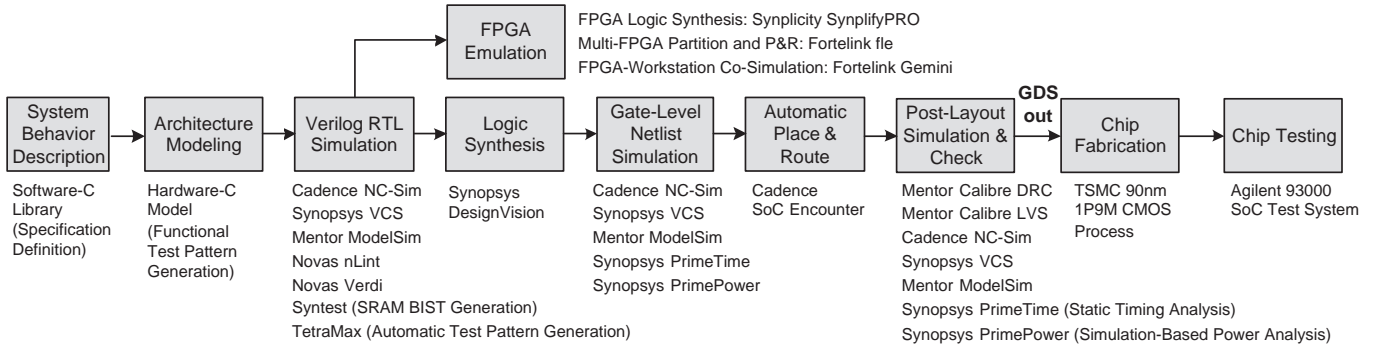 FPGA
Emulation
FPGA Logic Synthesis: Synplicity SynplifyPRO
Multi-FPGA Partition and P&R: Fortelink fle
FPGA-Workstation Co-Simulation: Fortelink Gemini
System
Behavior
Description
Architecture
Modeling
Verilog RTL
Simulation
Logic
Synthesis
Gate-Level
Netlist
Simulation
Automatic
Place &
Route
Post-Layout
Simulation &
Check
GDS
out
Chip
Fabrication
Chip Testing
Software-C
Library
(Specification
Definition)
Hardware-C
Model
(Functional
Test Pattern
Generation)
Cadence NC-Sim
Synopsys VCS
Mentor ModelSim
Novas nLint
Novas Verdi
Syntest (SRAM BIST Generation)
TetraMax (Automatic Test Pattern Generation)
Synopsys
DesignVision
Cadence NC-Sim
Synopsys VCS
Mentor ModelSim
Synopsys PrimeTime
Synopsys PrimePower
Cadence
SoC Encounter
Mentor Calibre DRC
Mentor Calibre LVS
Cadence NC-Sim
Synopsys VCS
Mentor ModelSim
Synopsys PrimeTime (Static Timing Analysis)
Synopsys PrimePower (Simulation-Based Power Analysis)
TSMC 90nm
1P9M CMOS
Process
Agilent 93000
SoC Test System